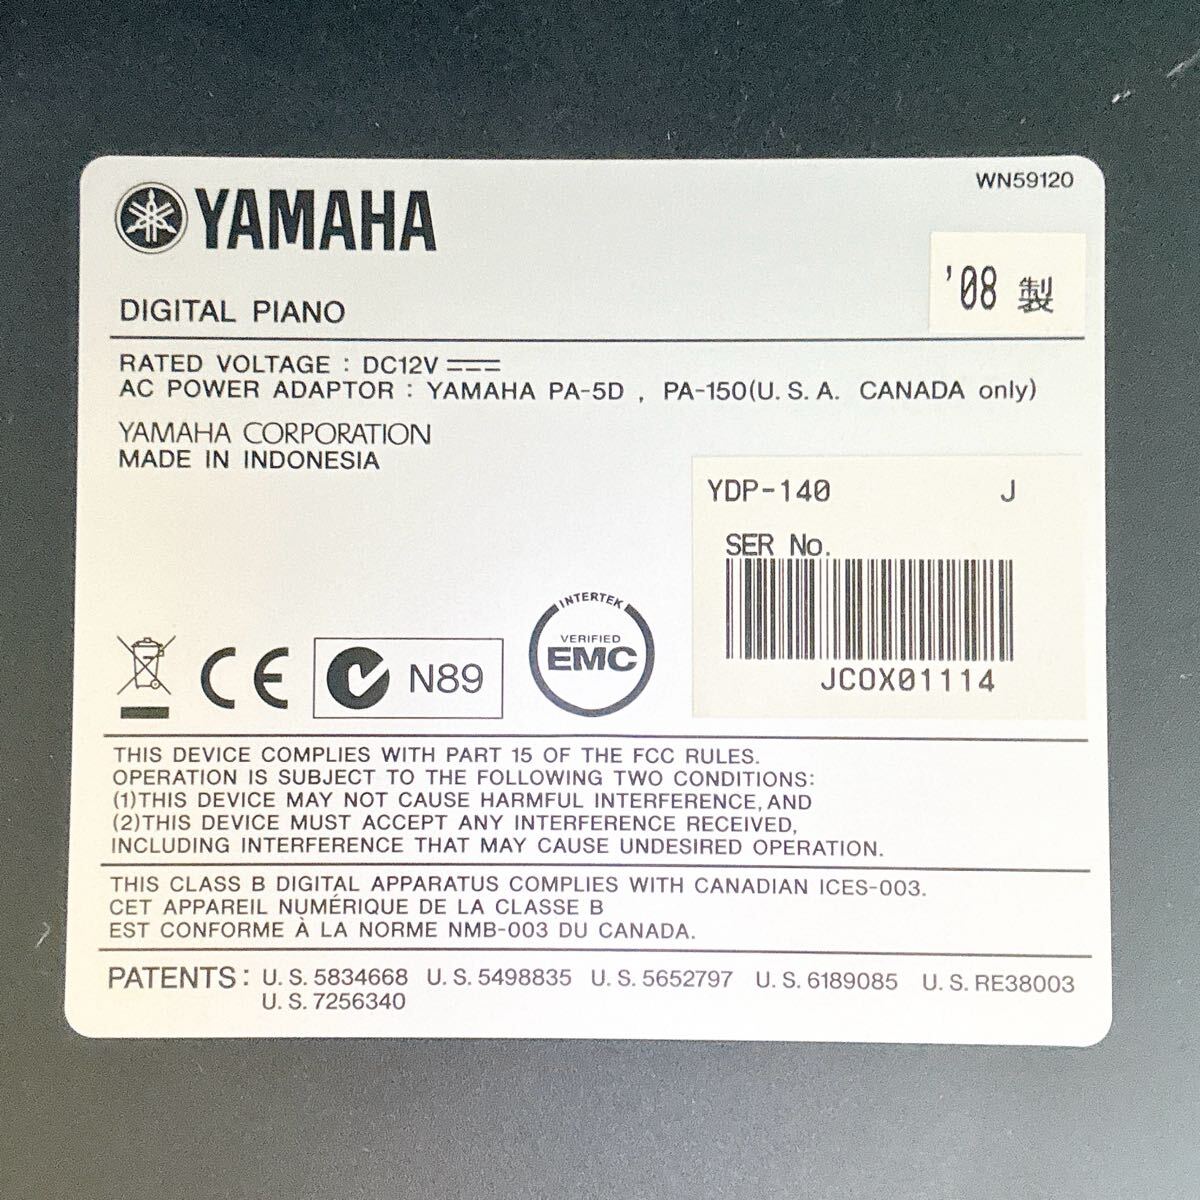 WN59120
YAMAHA
'08 製
DIGITAL PIANO
RATED VOLTAGE : DC12V
AC POWER ADAPTOR : YAMAHA PA-5D , PA-150(U. S. A. CANADA only)
YAMAHA CORPORATION
MADE IN INDONESIA
YDP-140 J
SER No.
JCOX01114
CE
N89
INTERTEK
VERIFIED
EMC
THIS DEVICE COMPLIES WITH PART 15 OF THE FCC RULES.
OPERATION IS SUBJECT TO THE FOLLOWING TWO CONDITIONS:
(1)THIS DEVICE MAY NOT CAUSE HARMFUL INTERFERENCE, AND
(2)THIS DEVICE MUST ACCEPT ANY INTERFERENCE RECEIVED,
INCLUDING INTERFERENCE THAT MAY CAUSE UNDESIRED OPERATION.
THIS CLASS B DIGITAL APPARATUS COMPLIES WITH CANADIAN ICES-003.
CET APPAREIL NUMÉRIQUE DE LA CLASSE B
EST CONFORME À LA NORME NMB-003 DU CANADA.
PATENTS : U. S. 5834668 U. S. 5498835 U. S. 5652797 U. S. 6189085 U. S. RE38003
U. S. 7256340